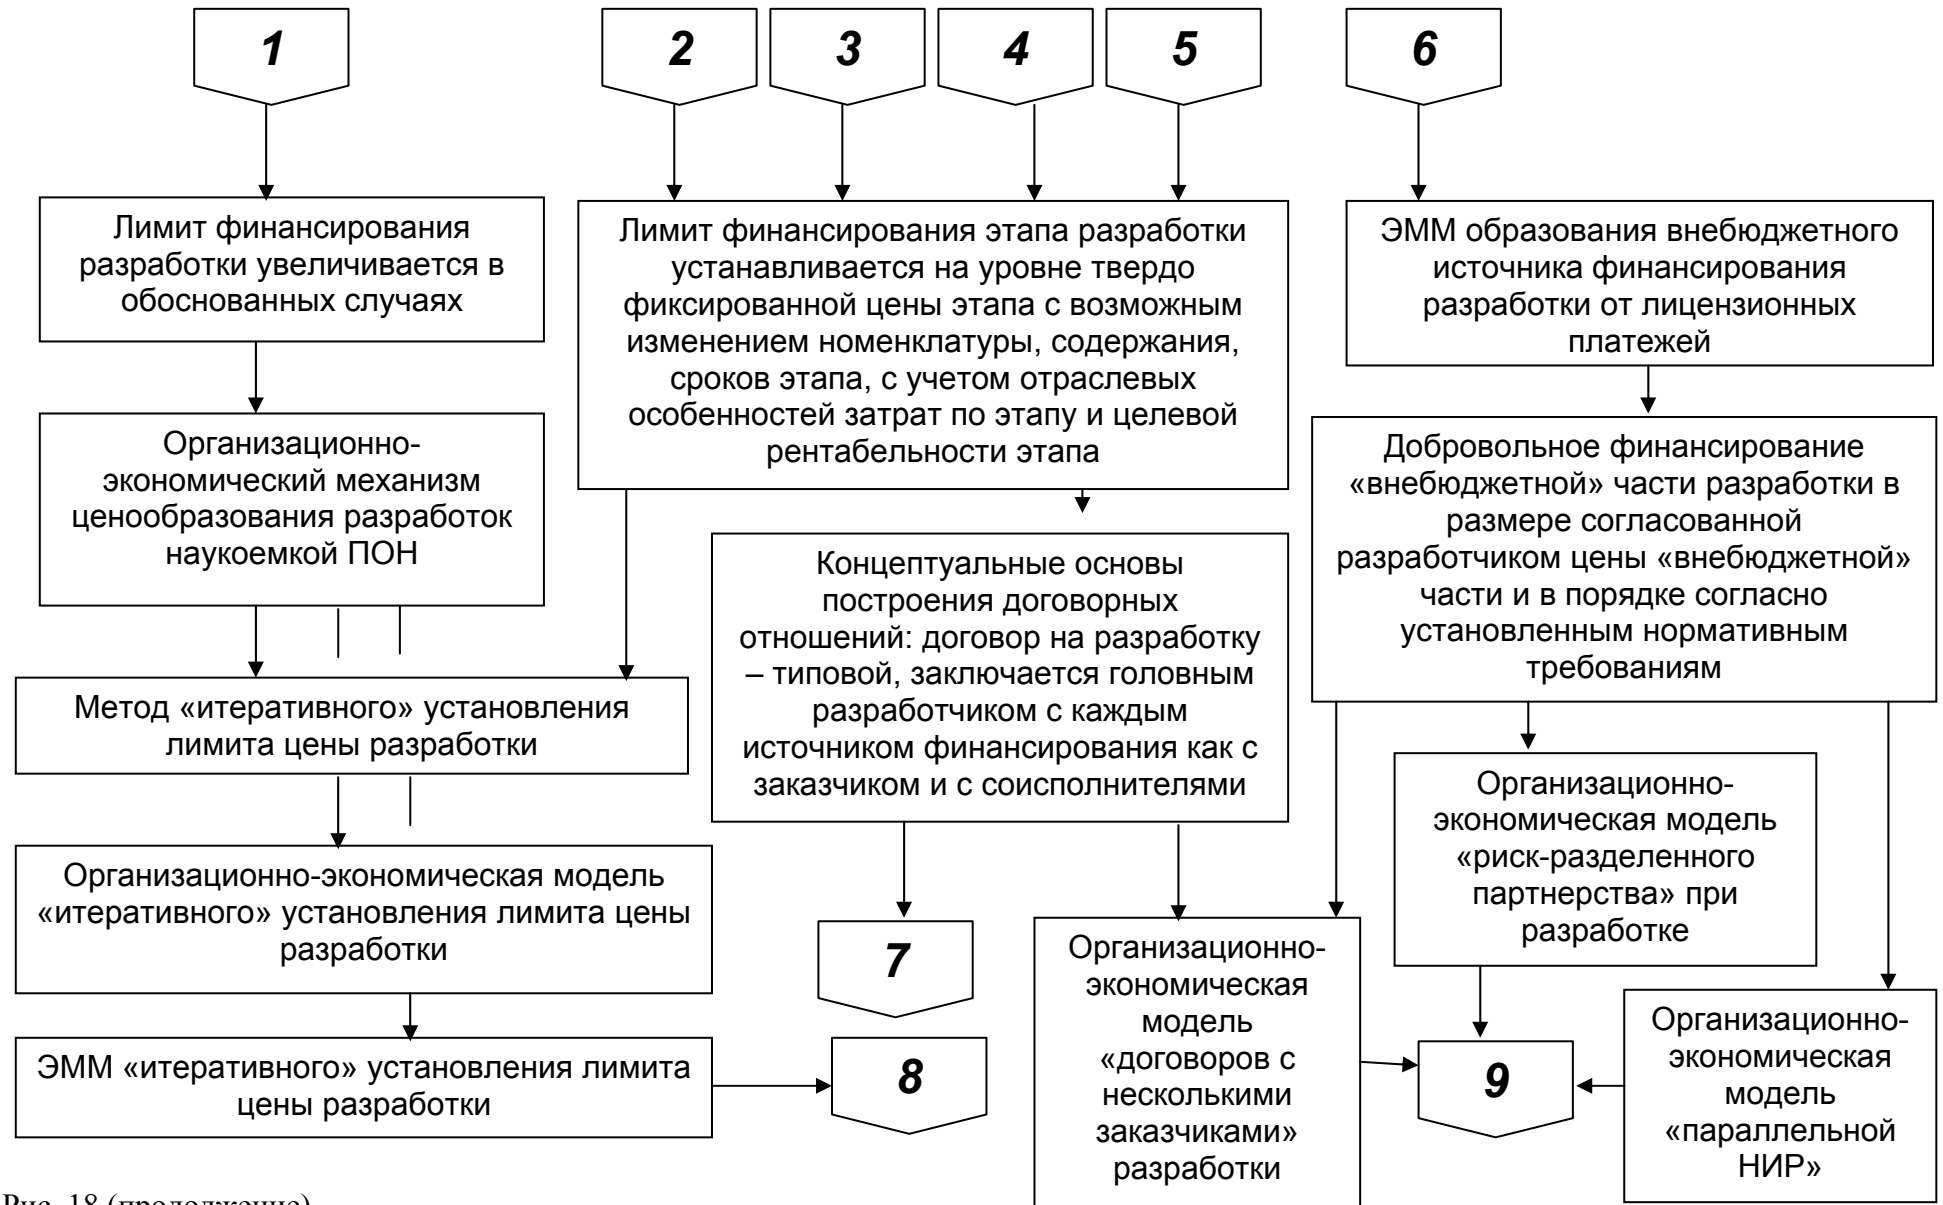 1
2
3
4
5
6
Лимит финансирования
разработки увеличивается в
обоснованных случаях
Лимит финансирования этапа разработки
устанавливается на уровне твердо
фиксированной цены этапа с возможным
изменением номенклатуры, содержания,
сроков этапа, с учетом отраслевых
особенностей затрат по этапу и целевой
рентабельности этапа
ЭММ образования внебюджетного
источника финансирования
разработки от лицензионных
платежей
Организационно-
экономический механизм
ценообразования разработок
наукоемкой ПОН
Добровольное финансирование
«внебюджетной» части разработки в
размере согласованной
разработчиком цены «внебюджетной»
части и в порядке согласно
установленным нормативным
требованиям
Концептуальные основы
построения договорных
отношений: договор на разработку
– типовой, заключается головным
разработчиком с каждым
источником финансирования как с
заказчиком и с соисполнителями
Метод «итеративного» установления
лимита цены разработки
Организационно-
экономическая модель
«риск-разделенного
партнерства» при
разработке
Организационно-экономическая модель
«итеративного» установления лимита цены
разработки
7
Организационно-
экономическая
модель
«договоров с
несколькими
заказчиками»
разработки
Организационно-
экономическая
модель
«параллельной
НИР»
ЭММ «итеративного» установления лимита
цены разработки
8
9
Рис. 18 (продолжение)